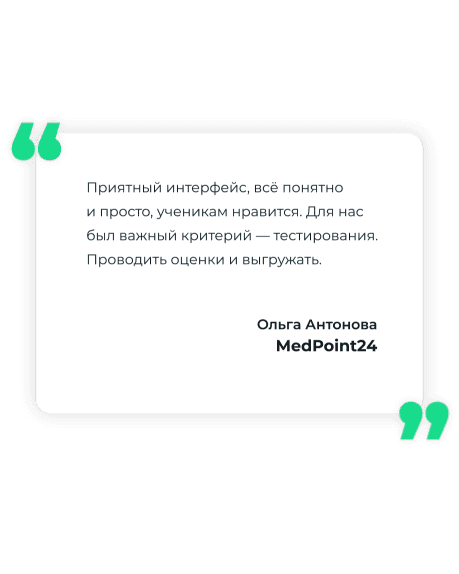 Приятный интерфейс, всё понятно
и просто, ученикам нравится. Для нас
был важный критерий — тестирования.
Проводить оценки и выгружать.
Ольга Антонова
MedPoint24